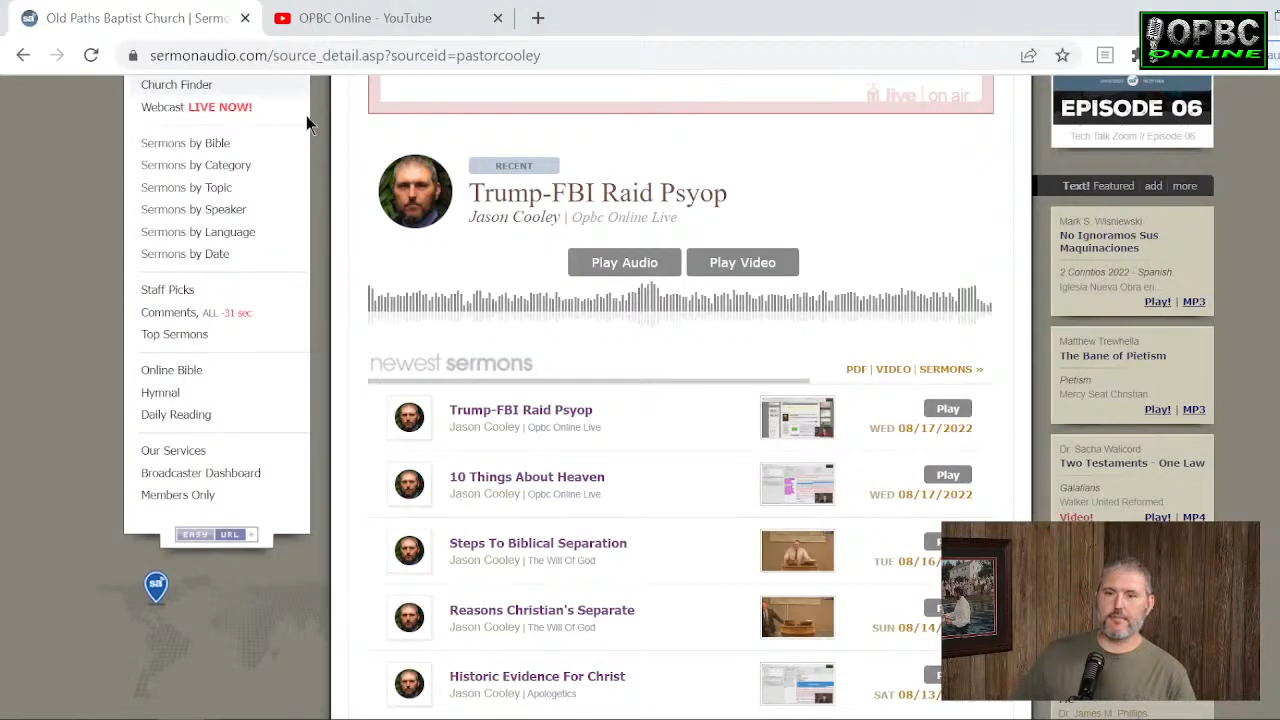 Old Paths Baptist Church | Sermo
OPBC Online - YouTube
OPBC
ONLINE
sermonaudio.com/source_detail.asp?sourceid=pastor
Church Finder
Webcast LIVE NOW!
Sermons by Bible
Sermons by Category
Sermons by Topic
Sermons by Speaker
Sermons by Language
Sermons by Date
Staff Picks
Comments, ALL -31 sec
Top Sermons
Online Bible
Hymnal
Daily Reading
Our Services
Broadcaster Dashboard
Members Only
EASY URL +
sa
live | on air
RECENT
Trump-FBI Raid Psyop
Jason Cooley | Opbc Online Live
Play Audio
Play Video
newest sermons
PDF | VIDEO | SERMONS »
Trump-FBI Raid Psyop
Jason Cooley | Opbc Online Live
Play
WED 08/17/2022
10 Things About Heaven
Jason Cooley | Opbc Online Live
Play
WED 08/17/2022
Steps To Biblical Separation
Jason Cooley | The Will Of God
TUE 08/16/
Reasons Christian's Separate
Jason Cooley | The Will Of God
SUN 08/14/
Historic Evidence For Christ
Jason Cooley | Apologetics
SAT 08/13/
EPISODE 06
Tech Talk Zoom // Episode 06
Text! Featured | add | more
Mark S. Wisniewski
No Ignoramos Sus
Maquinaciones
2 Corintios 2022 - Spanish
Iglesia Nueva Obra en..
Play! | MP3
Matthew Trewhella
The Bane of Pietism
Pietism
Mercy Seat Christian..
Play! | MP3
Dr. Sacha Walicord
Two Testaments - One Law
Galatians
Walker United Reformed
Video! Play! | MP4
Dr. James M. Phillips